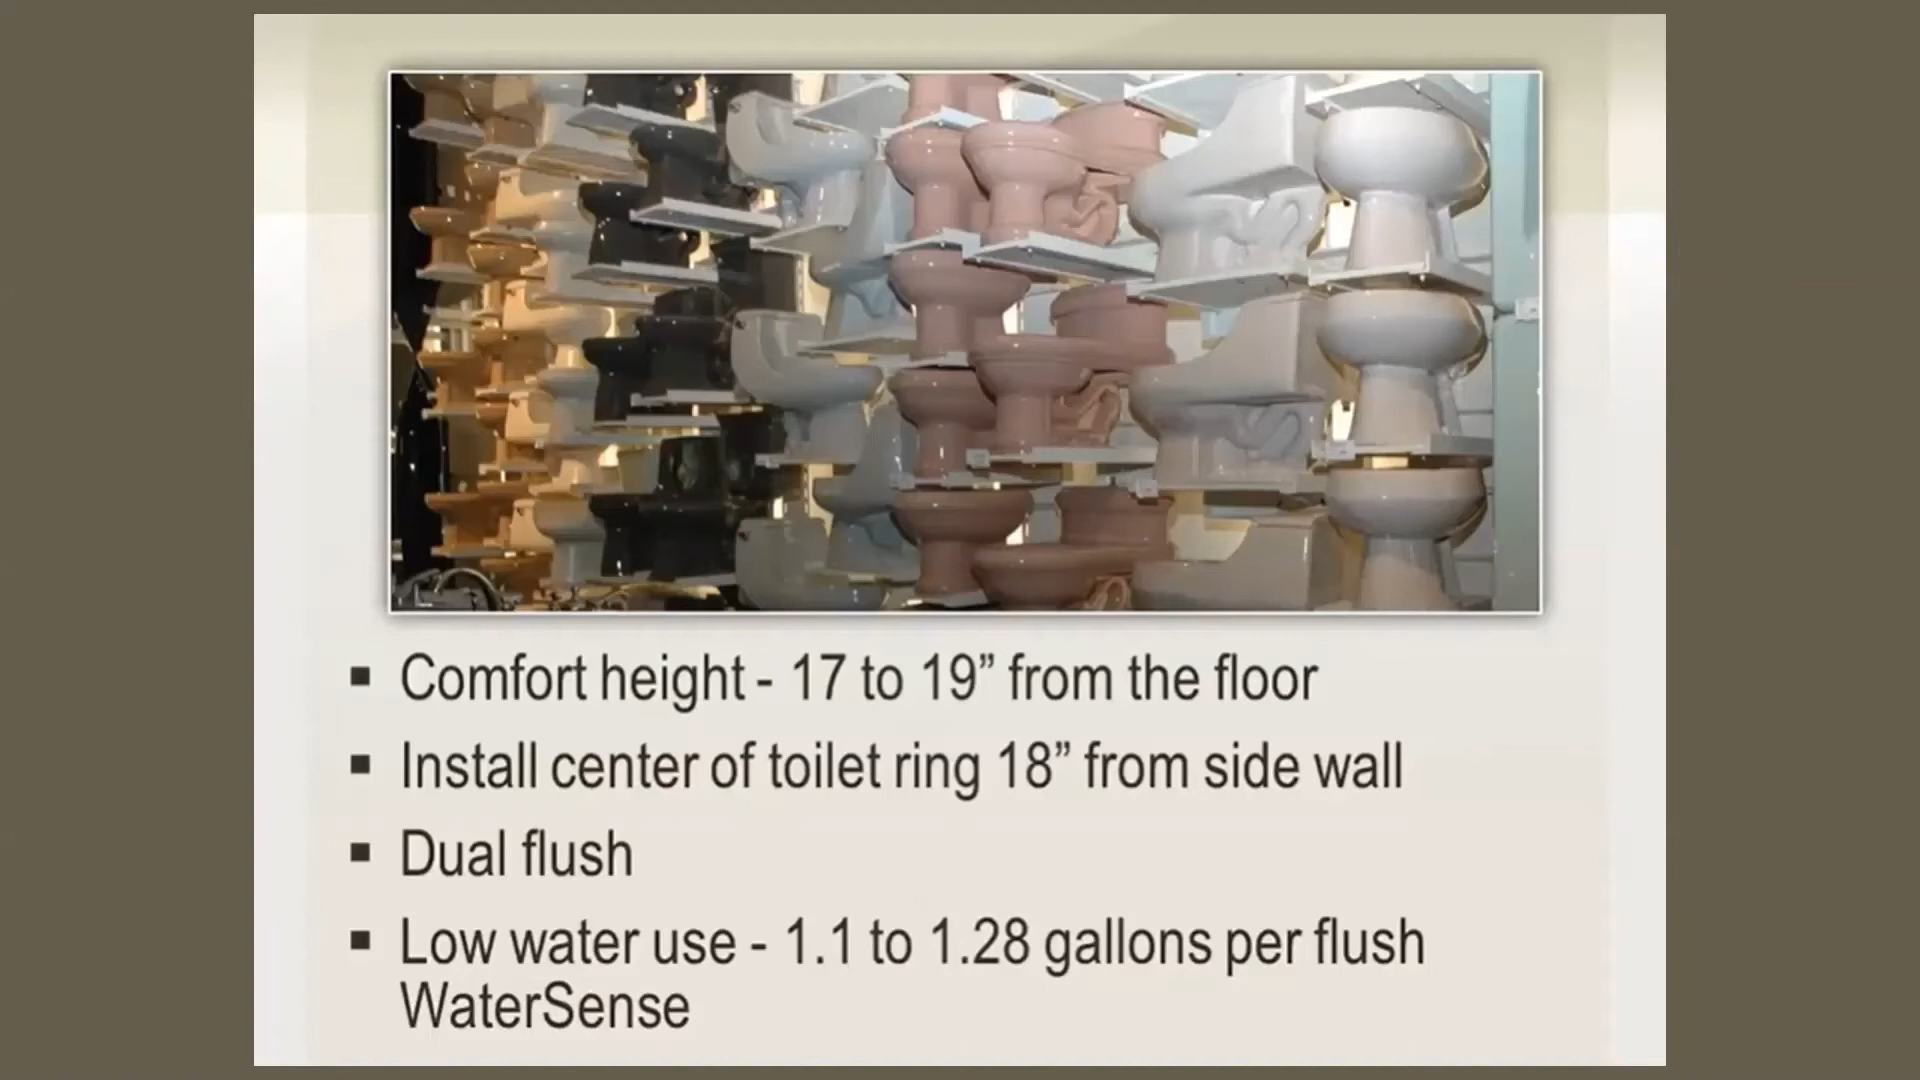 ▪ Comfort height - 17 to 19” from the floor
▪ Install center of toilet ring 18” from side wall
▪ Dual flush
▪ Low water use - 1.1 to 1.28 gallons per flush
WaterSense